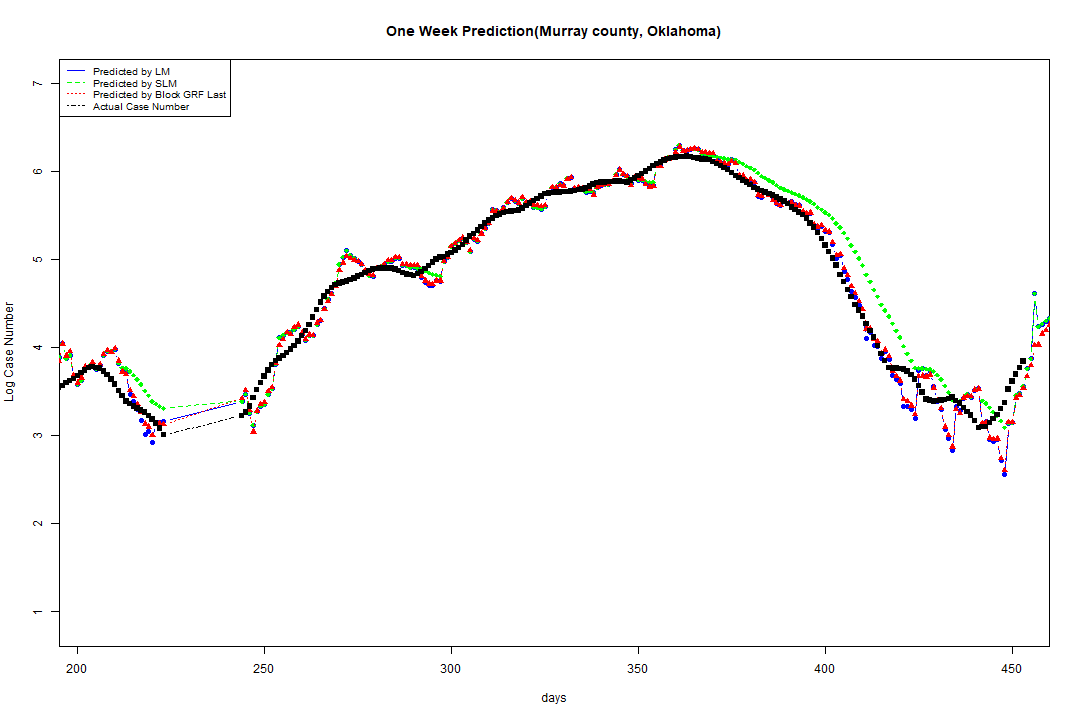 One Week Prediction(Murray county, Oklahoma)
Predicted by LM
Predicted by SLM
Predicted by Block GRF Last
Actual Case Number
7
6
5
4
3
2
1
Log Case Number
200 250 300 350 400 450
days